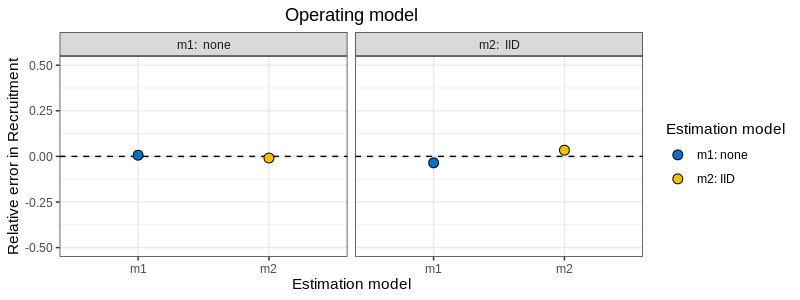 Operating model
m1: none
m2: IID
Relative error in Recruitment
0.50
0.25
0.00
-0.25
-0.50
m1
m2
m1
m2
Estimation model
Estimation model
m1: none
m2: IID